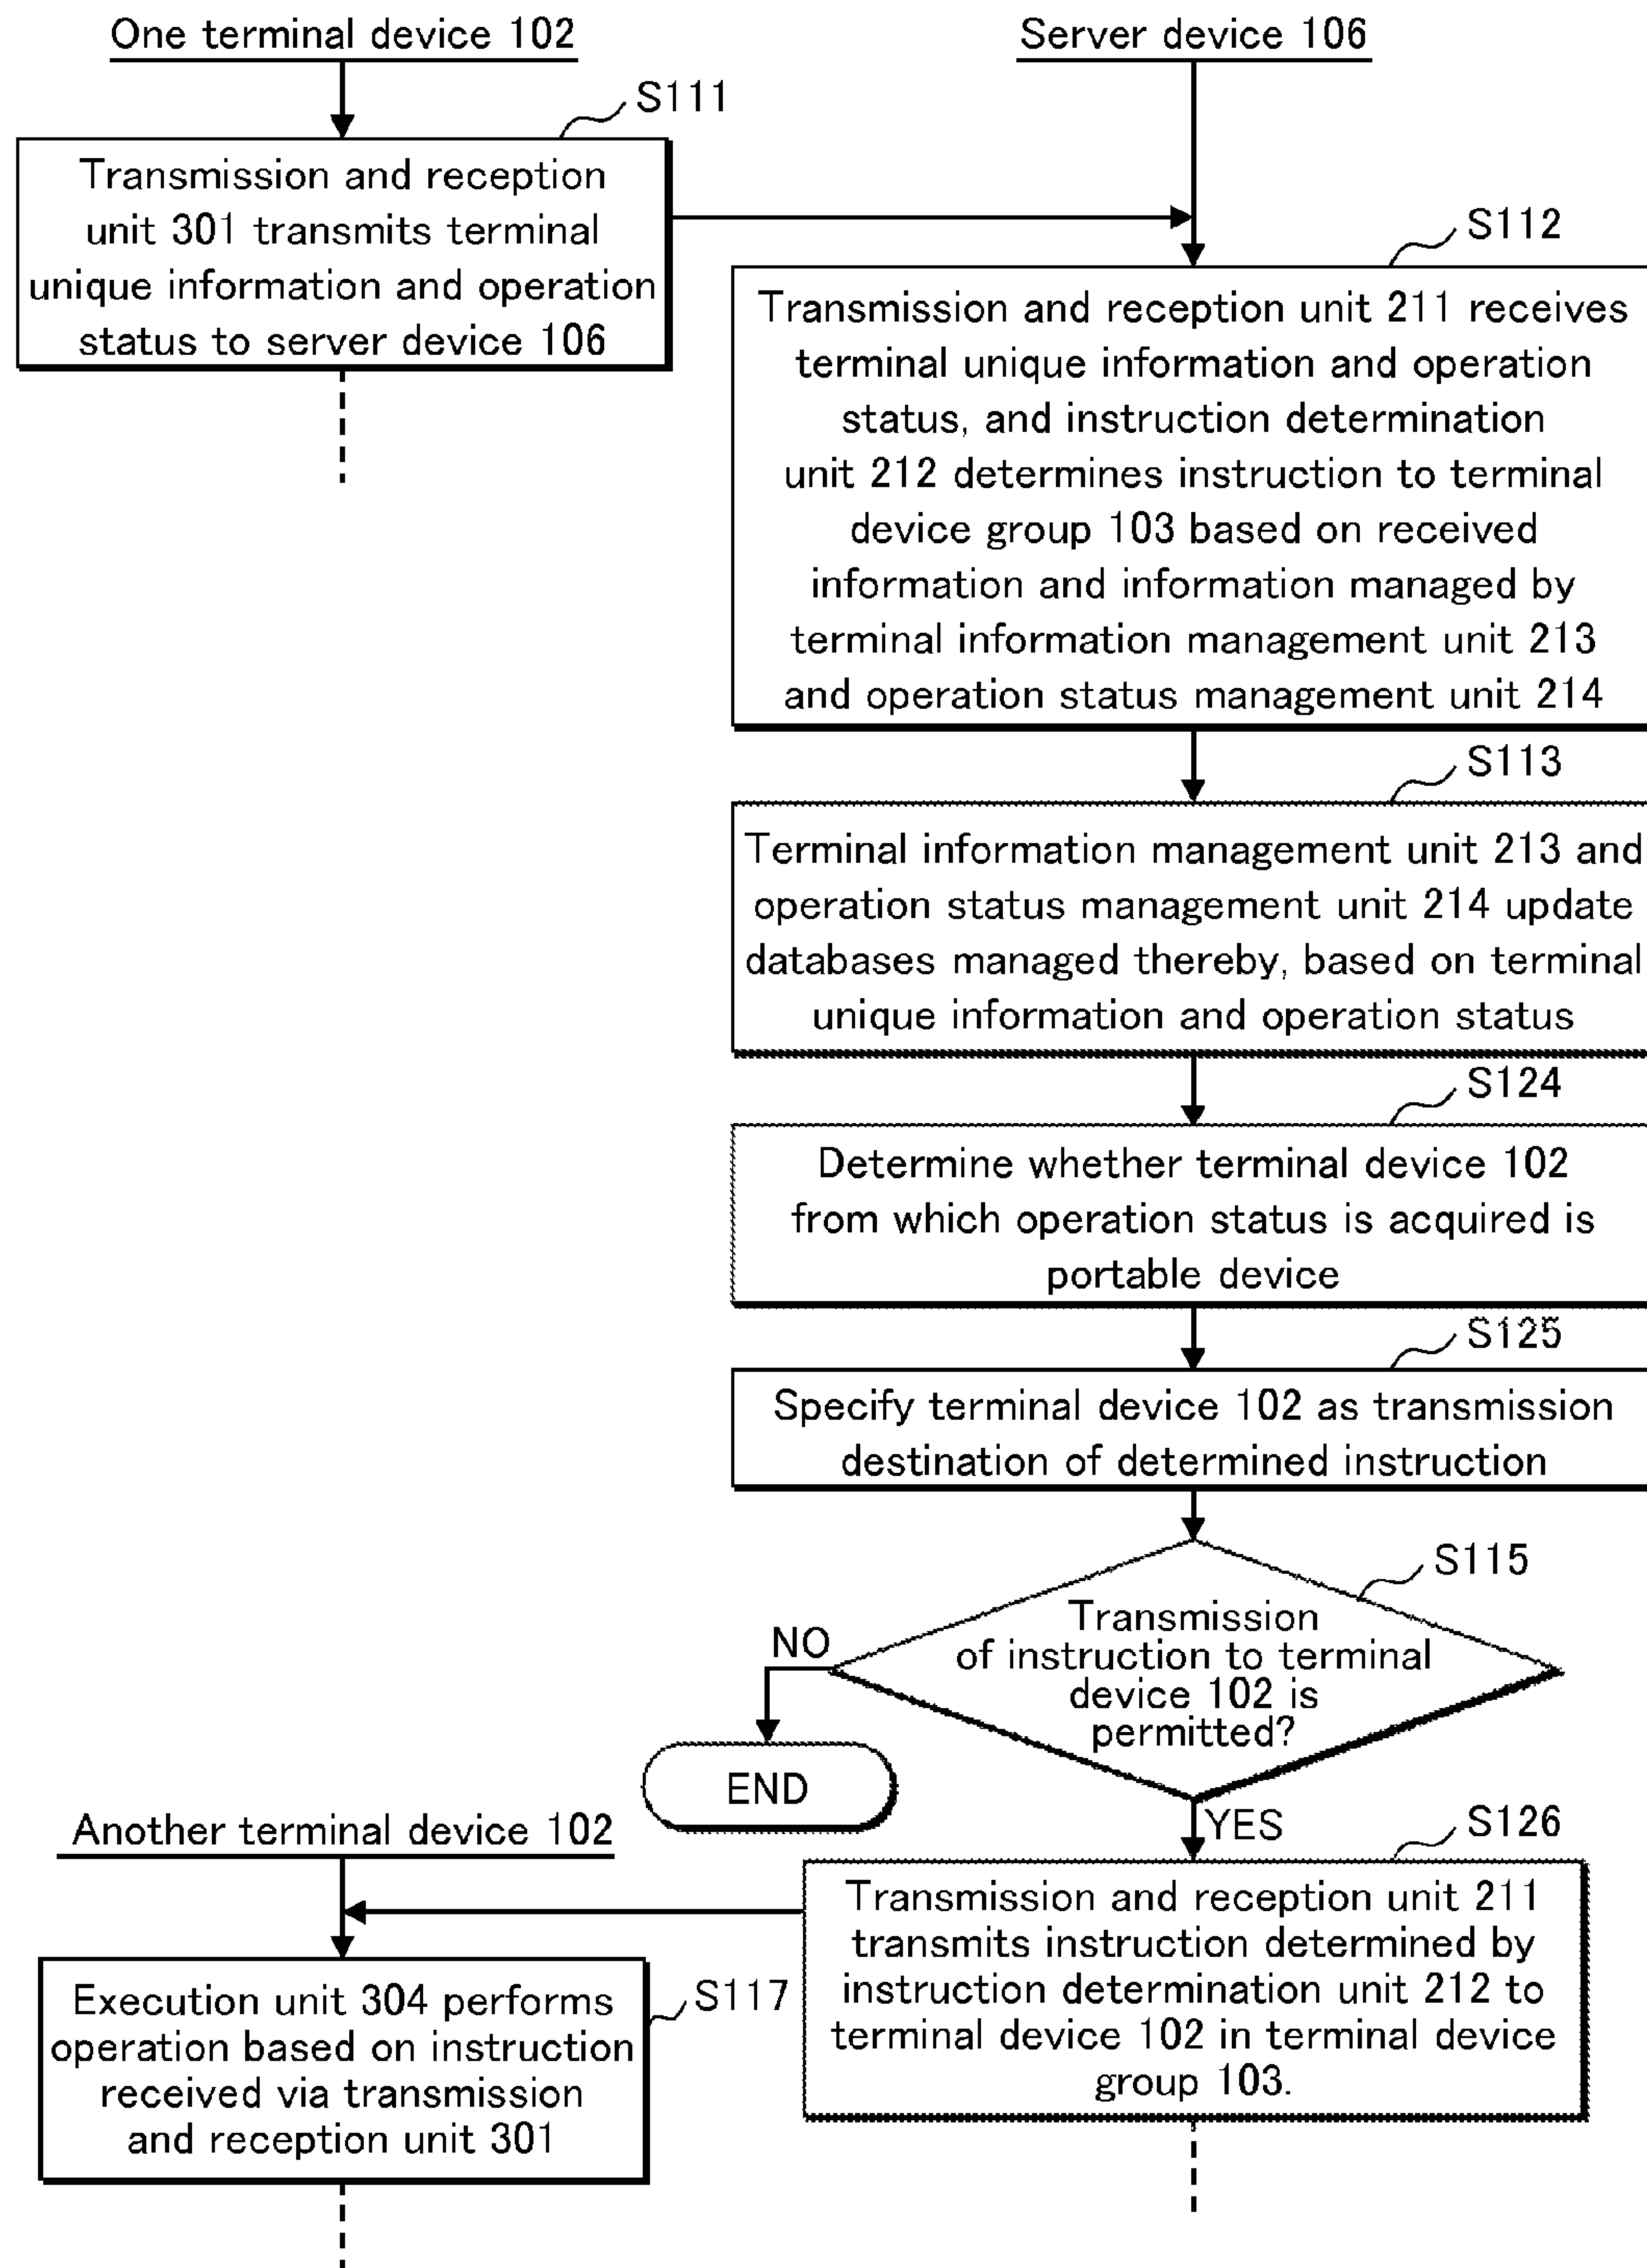 One terminal device 102
Server device 106
S111
Transmission and reception
unit 301 transmits terminal
unique information and operation
status to server device 106
S112
Transmission and reception unit 211 receives
terminal unique information and operation
status, and instruction determination
unit 212 determines instruction to terminal
device group 103 based on received
information and information managed by
terminal information management unit 213
and operation status management unit 214
S113
Terminal information management unit 213 and
operation status management unit 214 update
databases managed thereby, based on terminal
unique information and operation status
S124
Determine whether terminal device 102
from which operation status is acquired is
portable device
S125
Specify terminal device 102 as transmission
destination of determined instruction
S115
Transmission
of instruction to terminal
device 102 is
permitted?
NO
END
YES
Another terminal device 102
S126
Transmission and reception unit 211
transmits instruction determined by
instruction determination unit 212 to
terminal device 102 in terminal device
group 103.
S117
Execution unit 304 performs
operation based on instruction
received via transmission
and reception unit 301